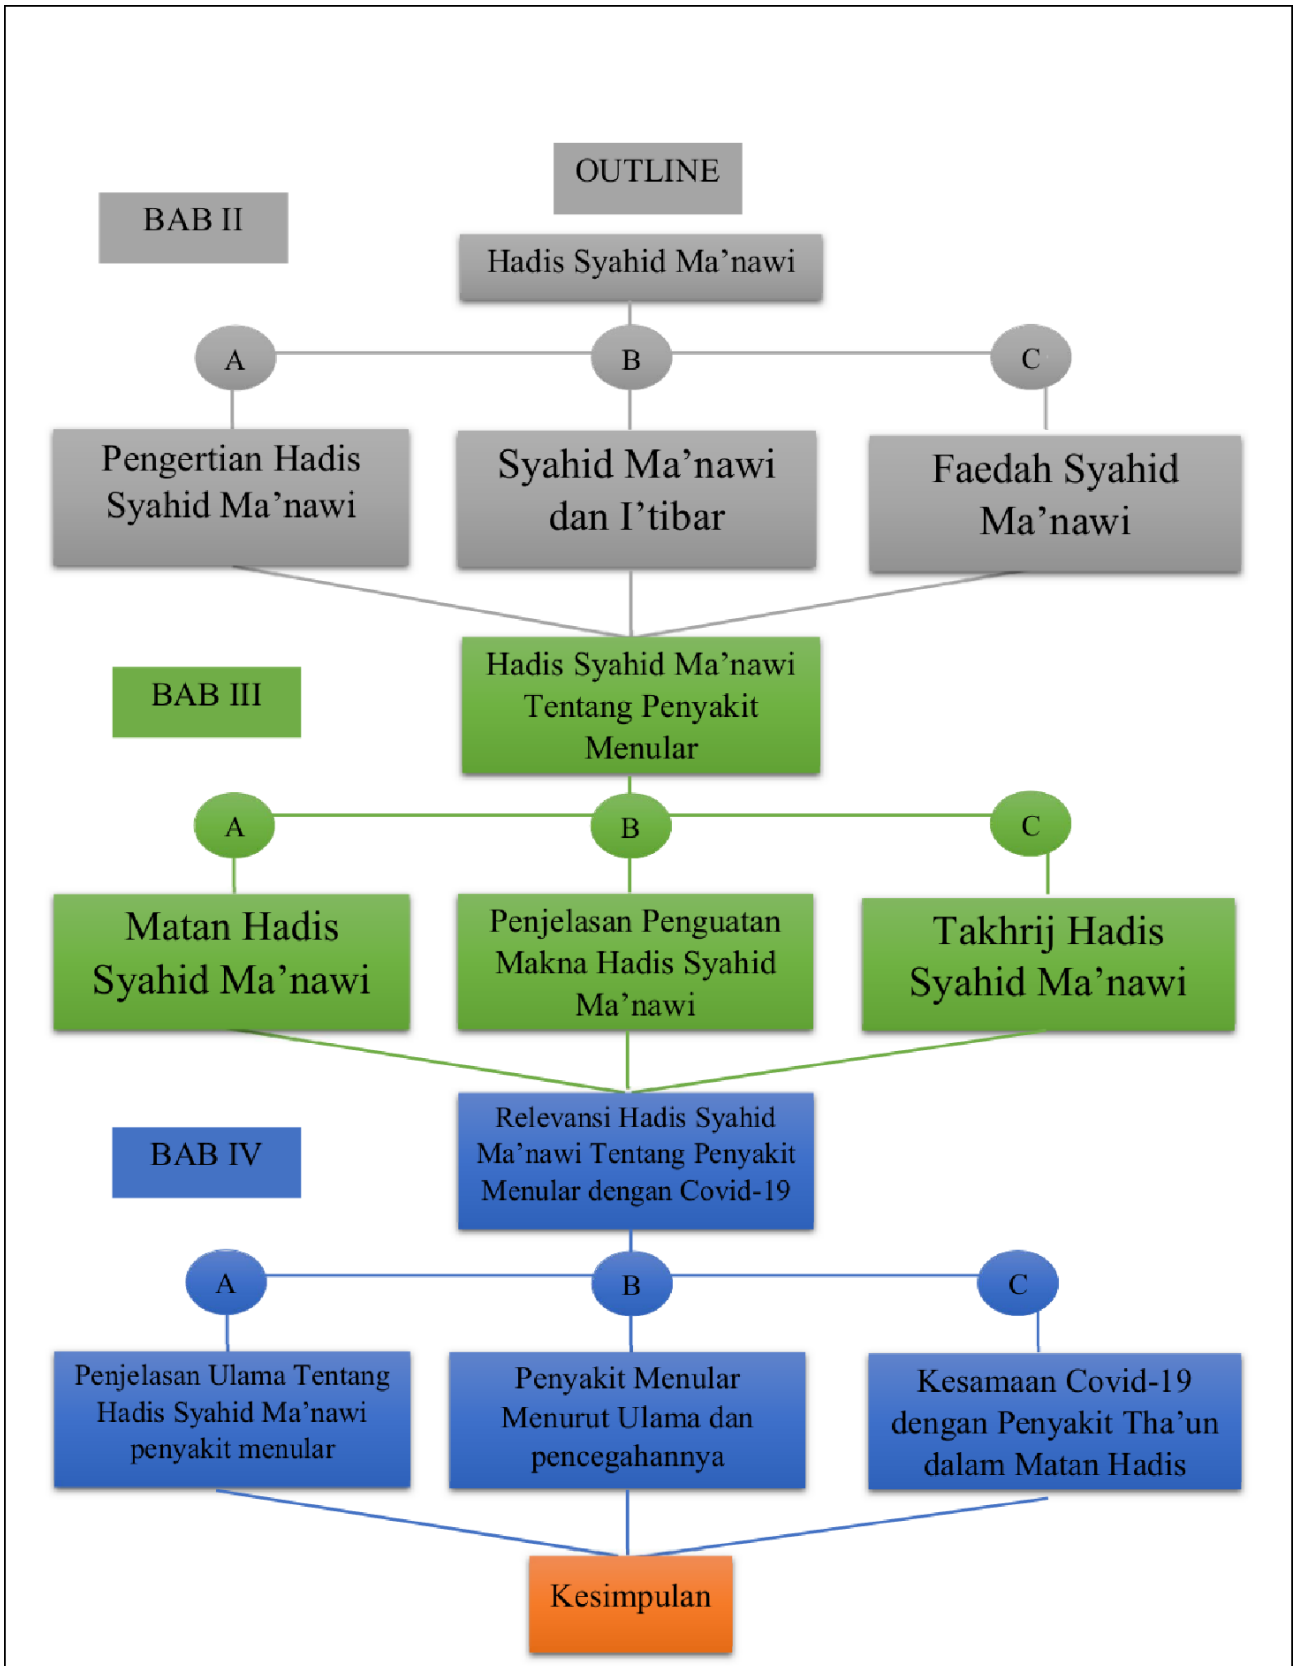 OUTLINE
BAB II
Hadis Syahid Ma’nawi
A
B
C
Pengertian Hadis
Syahid Ma’nawi
Syahid Ma’nawi
dan I’tibar
Faedah Syahid
Ma’nawi
BAB III
Hadis Syahid Ma’nawi
Tentang Penyakit
Menular
A
B
C
Matan Hadis
Syahid Ma’nawi
Penjelasan Penguatan
Makna Hadis Syahid
Ma’nawi
Takhrij Hadis
Syahid Ma’nawi
BAB IV
Relevansi Hadis Syahid
Ma’nawi Tentang Penyakit
Menular dengan Covid-19
A
B
C
Penjelasan Ulama Tentang
Hadis Syahid Ma’nawi
penyakit menular
Penyakit Menular
Menurut Ulama dan
pencegahannya
Kesamaan Covid-19
dengan Penyakit Tha’un
dalam Matan Hadis
Kesimpulan